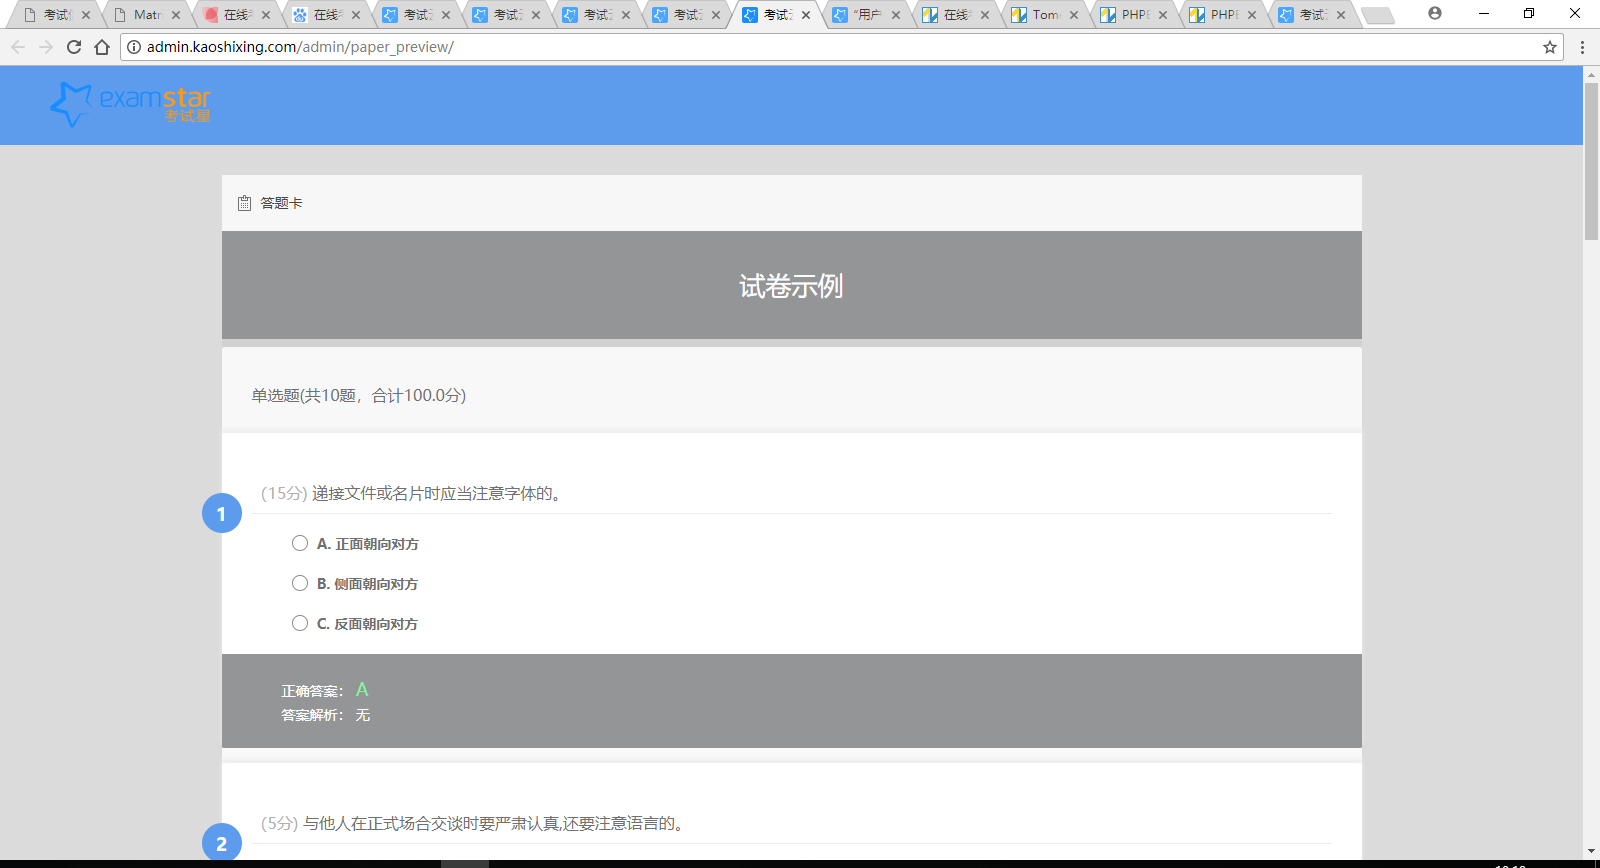 考试
Matr
在线
在线
考试
考试
考试
考试
考试
"用户
在线
Tom
PHP
PHP
考试
admin.kaoshixing.com/admin/paper_preview/
examstar
考试星
答题卡
试卷示例
单选题(共10题，合计100.0分)
1
(15分) 递接文件或名片时应当注意字体的。
A. 正面朝向对方
B. 侧面朝向对方
C. 反面朝向对方
正确答案： A
答案解析： 无
2
(5分) 与他人在正式场合交谈时要严肃认真,还要注意语言的。